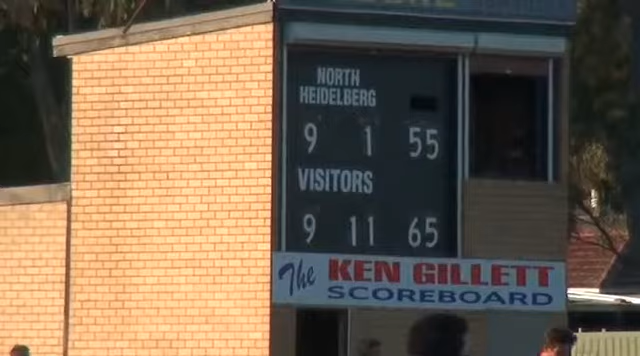 NORTH
HEIDELBERG
9 1 55
VISITORS
9 11 65
The KEN GILLETT
SCOREBOARD